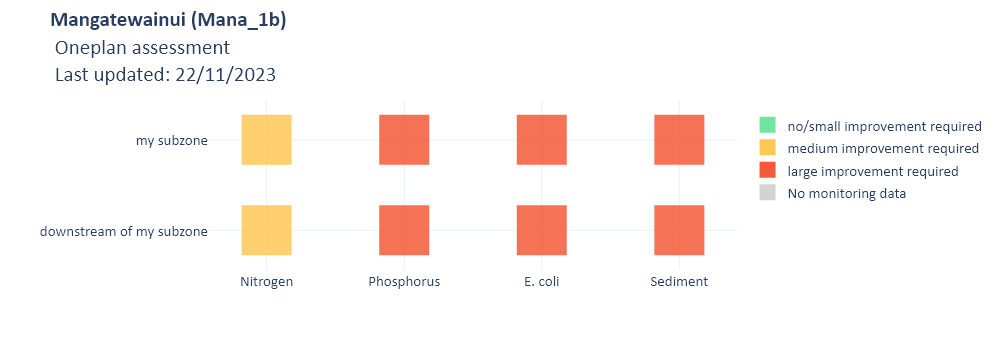 Mangatewainui (Mana_1b)
Oneplan assessment
Last updated: 22/11/2023
my subzone
downstream of my subzone
Nitrogen
Phosphorus
E. coli
Sediment
no/small improvement required
medium improvement required
large improvement required
No monitoring data